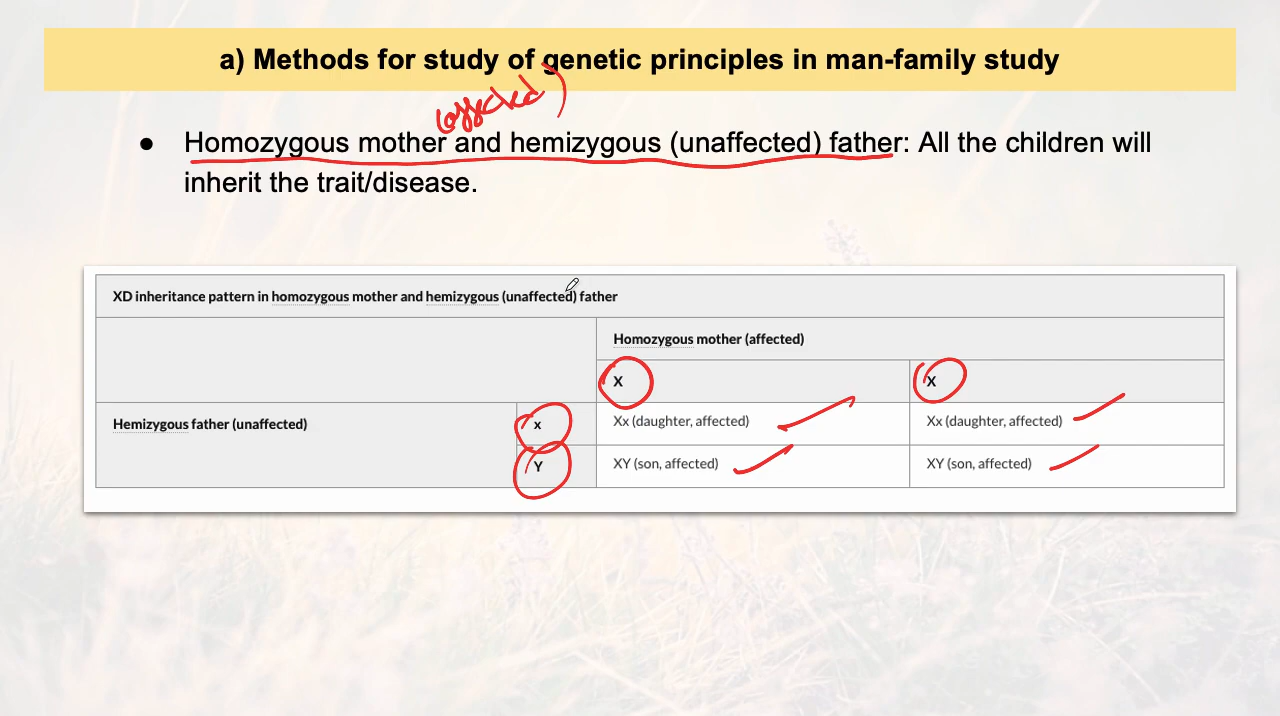 a) Methods for study of genetic principles in man-family study
(affected)
● Homozygous mother and hemizygous (unaffected) father: All the children will
inherit the trait/disease.
XD inheritance pattern in homozygous mother and hemizygous (unaffected) father
Homozygous mother (affected)
X X
Hemizygous father (unaffected) x Xx (daughter, affected) Xx (daughter, affected)
Y XY (son, affected) XY (son, affected)